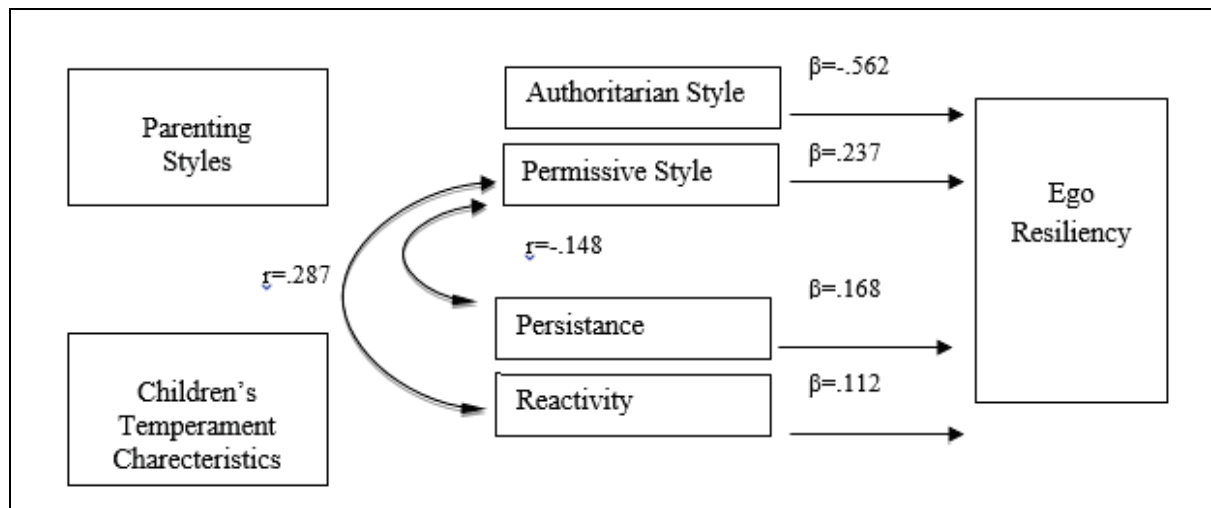 Parenting
Styles
Children’s
Temperament
Charecteristics
r=.287
r=-.148
Authoritarian Style
Permissive Style
Persistance
Reactivity
β=-.562
β=.237
β=.168
β=.112
Ego
Resiliency